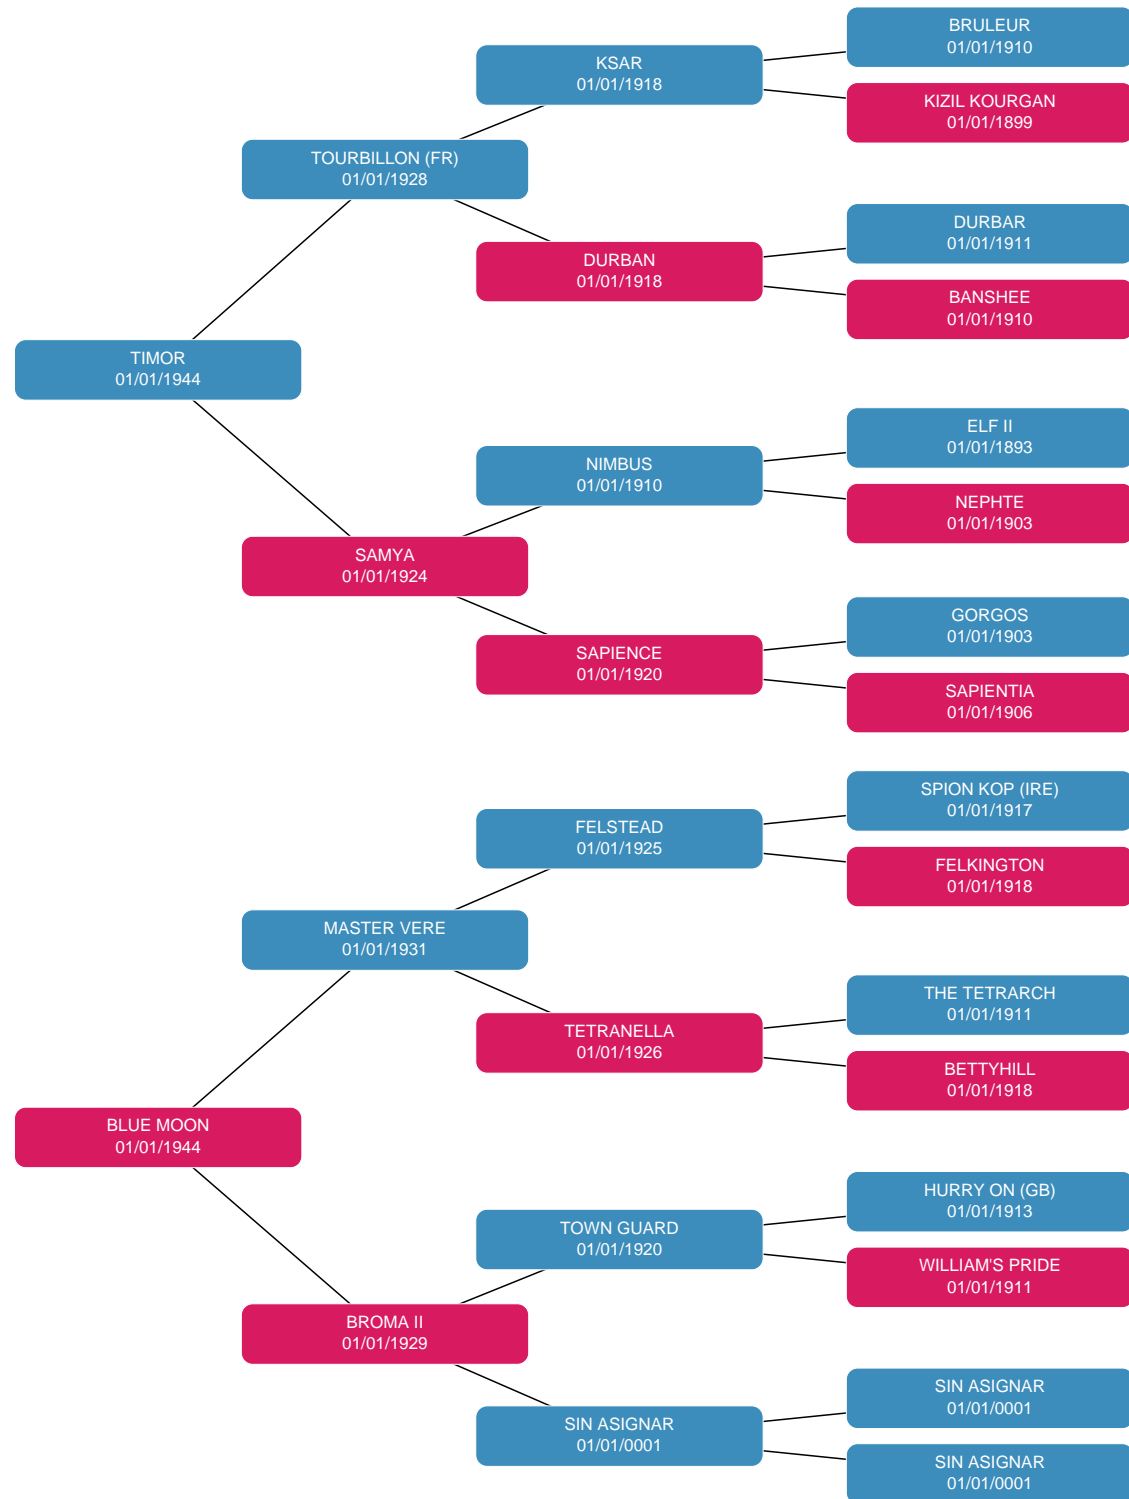 BRULEUR
01/01/1910
KSAR
01/01/1918
KIZIL KOURGAN
01/01/1899
TOURBILLON (FR)
01/01/1928
DURBAR
01/01/1911
DURBAN
01/01/1918
BANSHEE
01/01/1910
TIMOR
01/01/1944
ELF II
01/01/1893
NIMBUS
01/01/1910
NEPHTE
01/01/1903
SAMYA
01/01/1924
GORGOS
01/01/1903
SAPIENCE
01/01/1920
SAPIENTIA
01/01/1906
SPION KOP (IRE)
01/01/1917
FELSTEAD
01/01/1925
FELKINGTON
01/01/1918
MASTER VERE
01/01/1931
THE TETRARCH
01/01/1911
TETRANELLA
01/01/1926
BETTYHILL
01/01/1918
BLUE MOON
01/01/1944
HURRY ON (GB)
01/01/1913
TOWN GUARD
01/01/1920
WILLIAM'S PRIDE
01/01/1911
BROMA II
01/01/1929
SIN ASIGNAR
01/01/0001
SIN ASIGNAR
01/01/0001
SIN ASIGNAR
01/01/0001